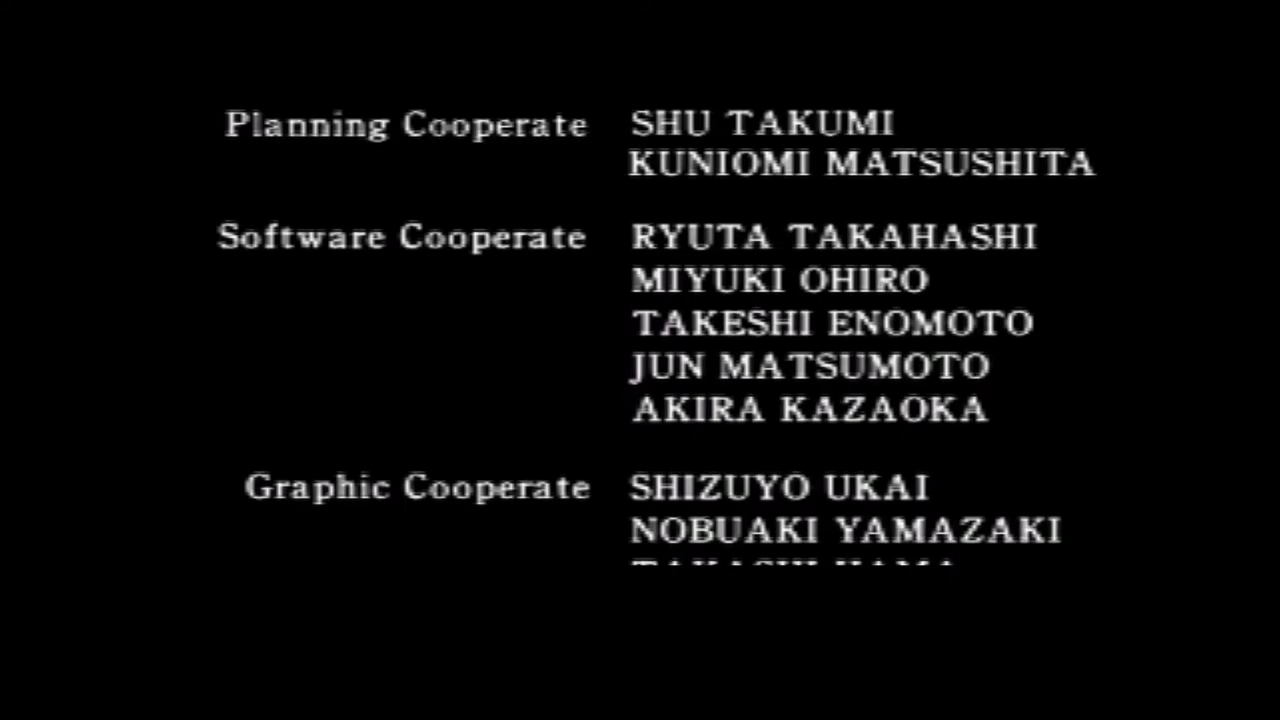 Planning Cooperate SHU TAKUMI
KUNIOMI MATSUSHITA
Software Cooperate RYUTA TAKAHASHI
MIYUKI OHIRO
TAKESHI ENOMOTO
JUN MATSUMOTO
AKIRA KAZAOKA
Graphic Cooperate SHIZUYO UKAI
NOBUAKI YAMAZAKI